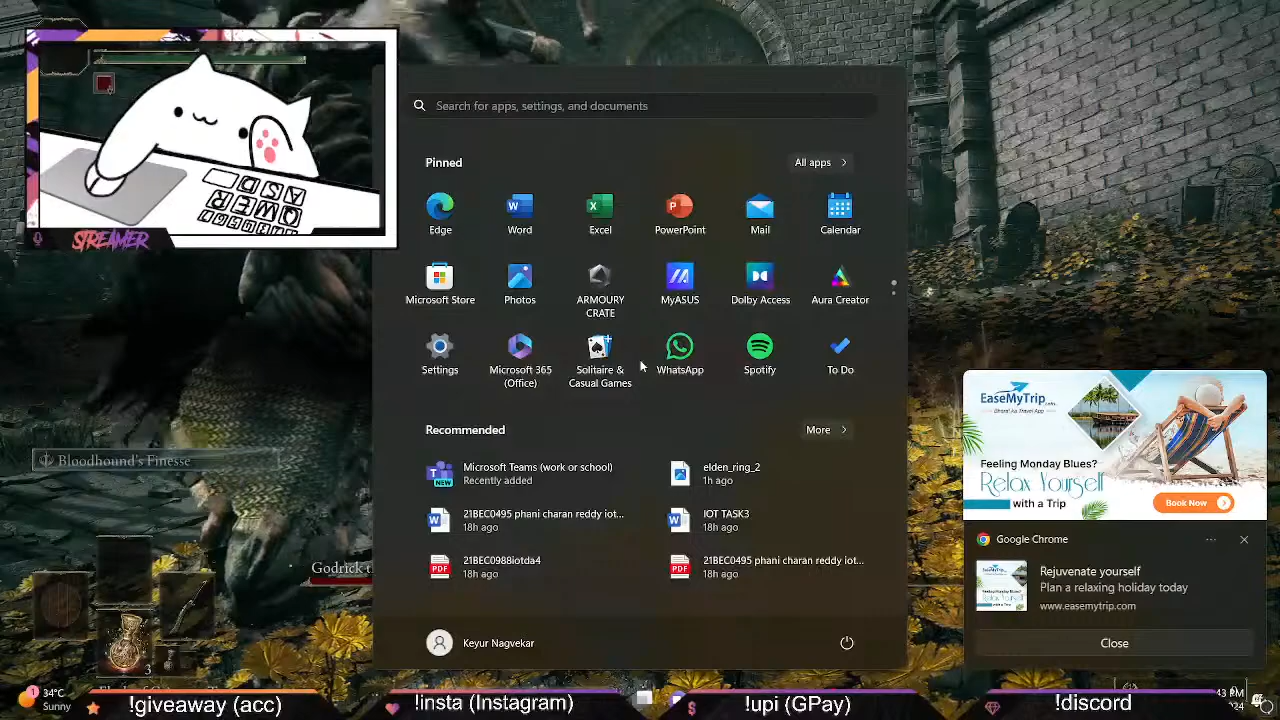 STREAMER
Search for apps, settings, and documents
Pinned
All apps
Edge
Word
Excel
PowerPoint
Mail
Calendar
Microsoft Store
Photos
ARMOURY
CRATE
MyASUS
Dolby Access
Aura Creator
Settings
Microsoft 365
(Office)
Solitaire &
Casual Games
WhatsApp
Spotify
To Do
Recommended
More
Microsoft Teams (work or school)
Recently added
elden_ring_2
1h ago
21BEC0495 phani charan reddy iot...
18h ago
IOT TASK3
18h ago
21BEC0988iotda4
18h ago
21BEC0495 phani charan reddy iot...
18h ago
Keyur Nagvekar
Bloodhound's Finesse
Godrick t
3
EaseMyTrip.com
Feeling Monday Blues?
Relax Yourself
with a Trip
Book Now
Google Chrome
Rejuvenate yourself
Plan a relaxing holiday today
www.easemytrip.com
Close
1
34°C
Sunny
!giveaway (acc)
!insta (Instagram)
!upi (GPay)
!discord